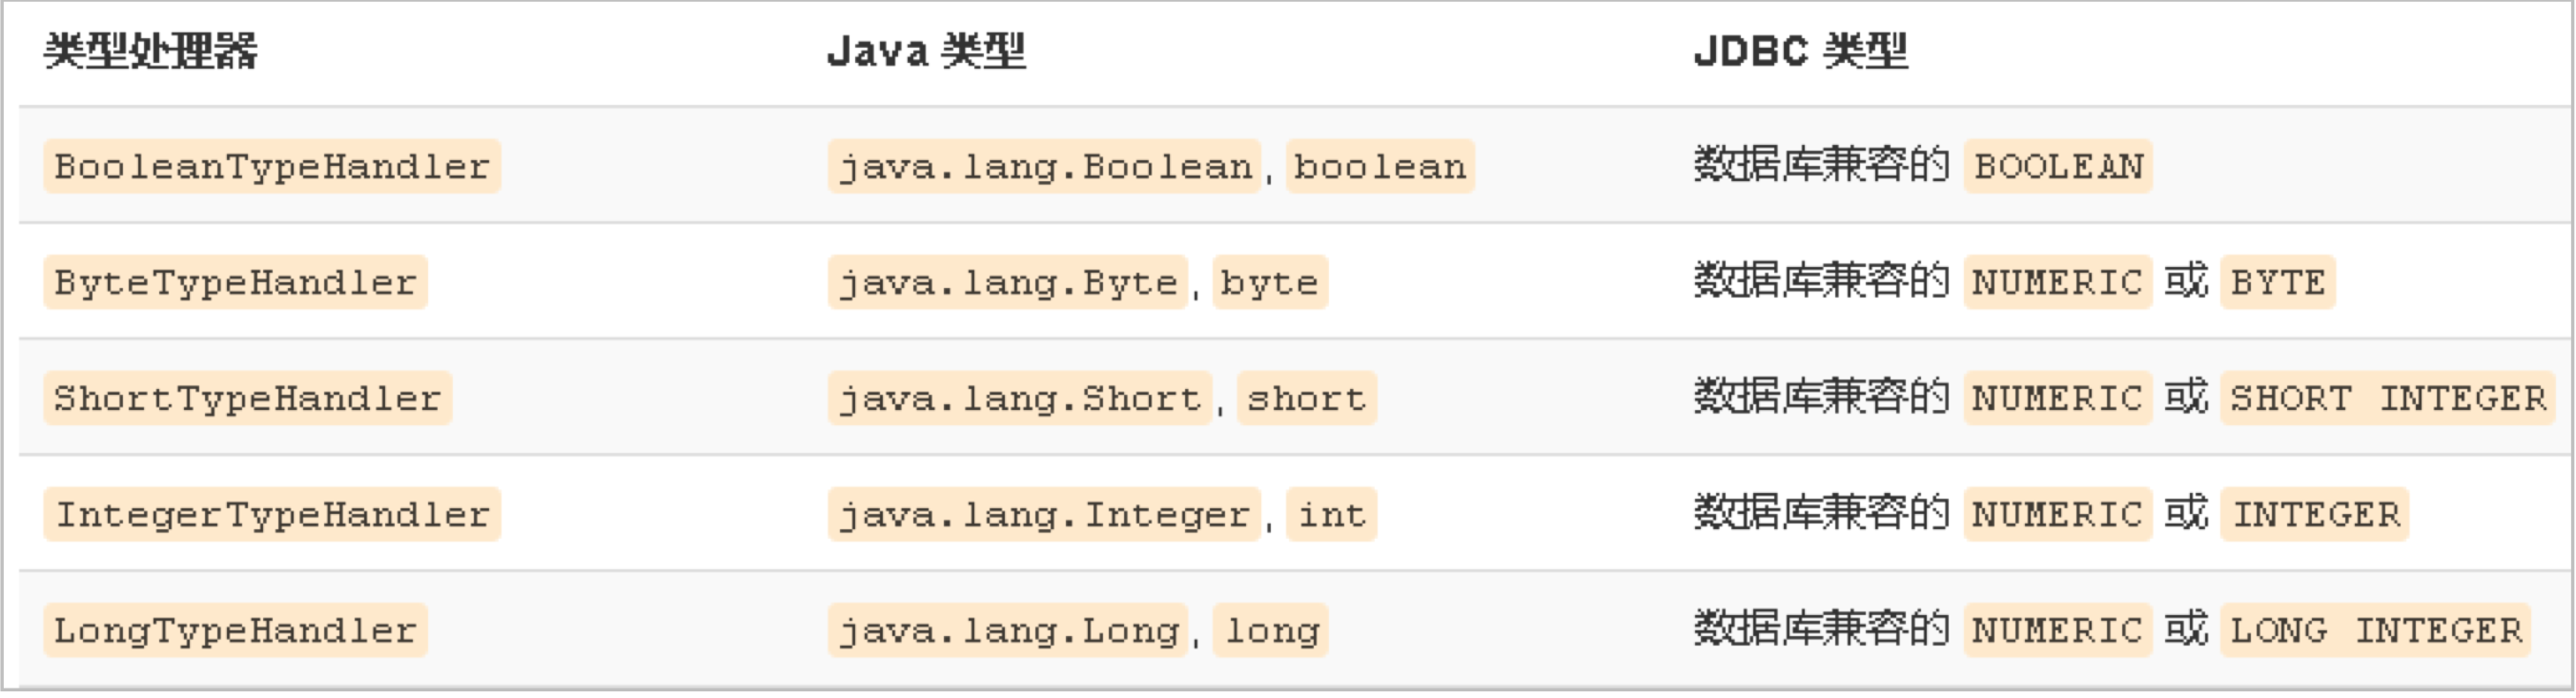 类型处理器 Java 类型 JDBC 类型
BooleanTypeHandler java.lang.Boolean, boolean 数据库兼容的 BOOLEAN
ByteTypeHandler java.lang.Byte, byte 数据库兼容的 NUMERIC 或 BYTE
ShortTypeHandler java.lang.Short, short 数据库兼容的 NUMERIC 或 SHORT INTEGER
IntegerTypeHandler java.lang.Integer, int 数据库兼容的 NUMERIC 或 INTEGER
LongTypeHandler java.lang.Long, long 数据库兼容的 NUMERIC 或 LONG INTEGER